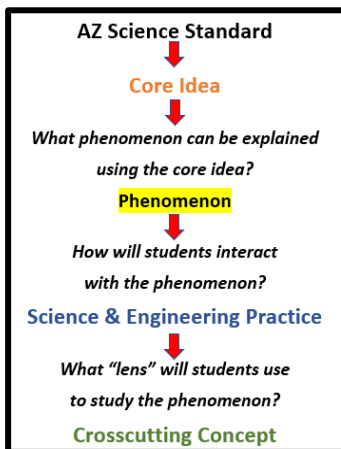 AZ Science Standard
Core Idea
What phenomenon can be explained
using the core idea?
Phenomenon
How will students interact
with the phenomenon?
Science & Engineering Practice
What “lens” will students use
to study the phenomenon?
Crosscutting Concept